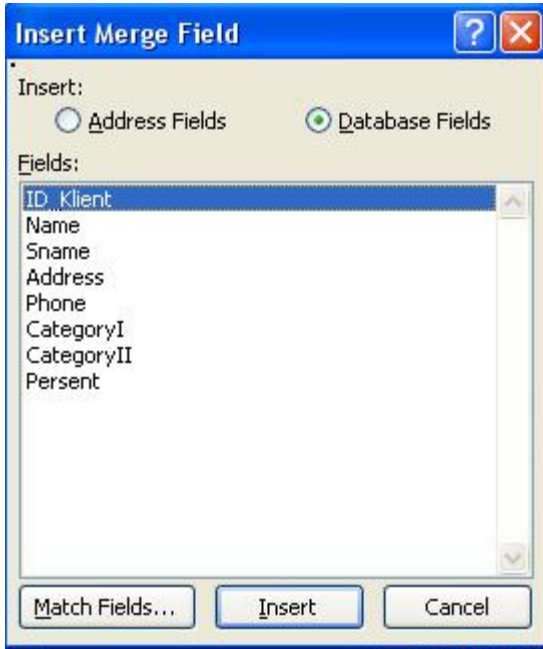 Insert Merge Field
Insert:
Address Fields Database Fields
Fields:
ID_Klient
Name
Sname
Address
Phone
CategoryI
CategoryII
Persent
Match Fields... Insert Cancel